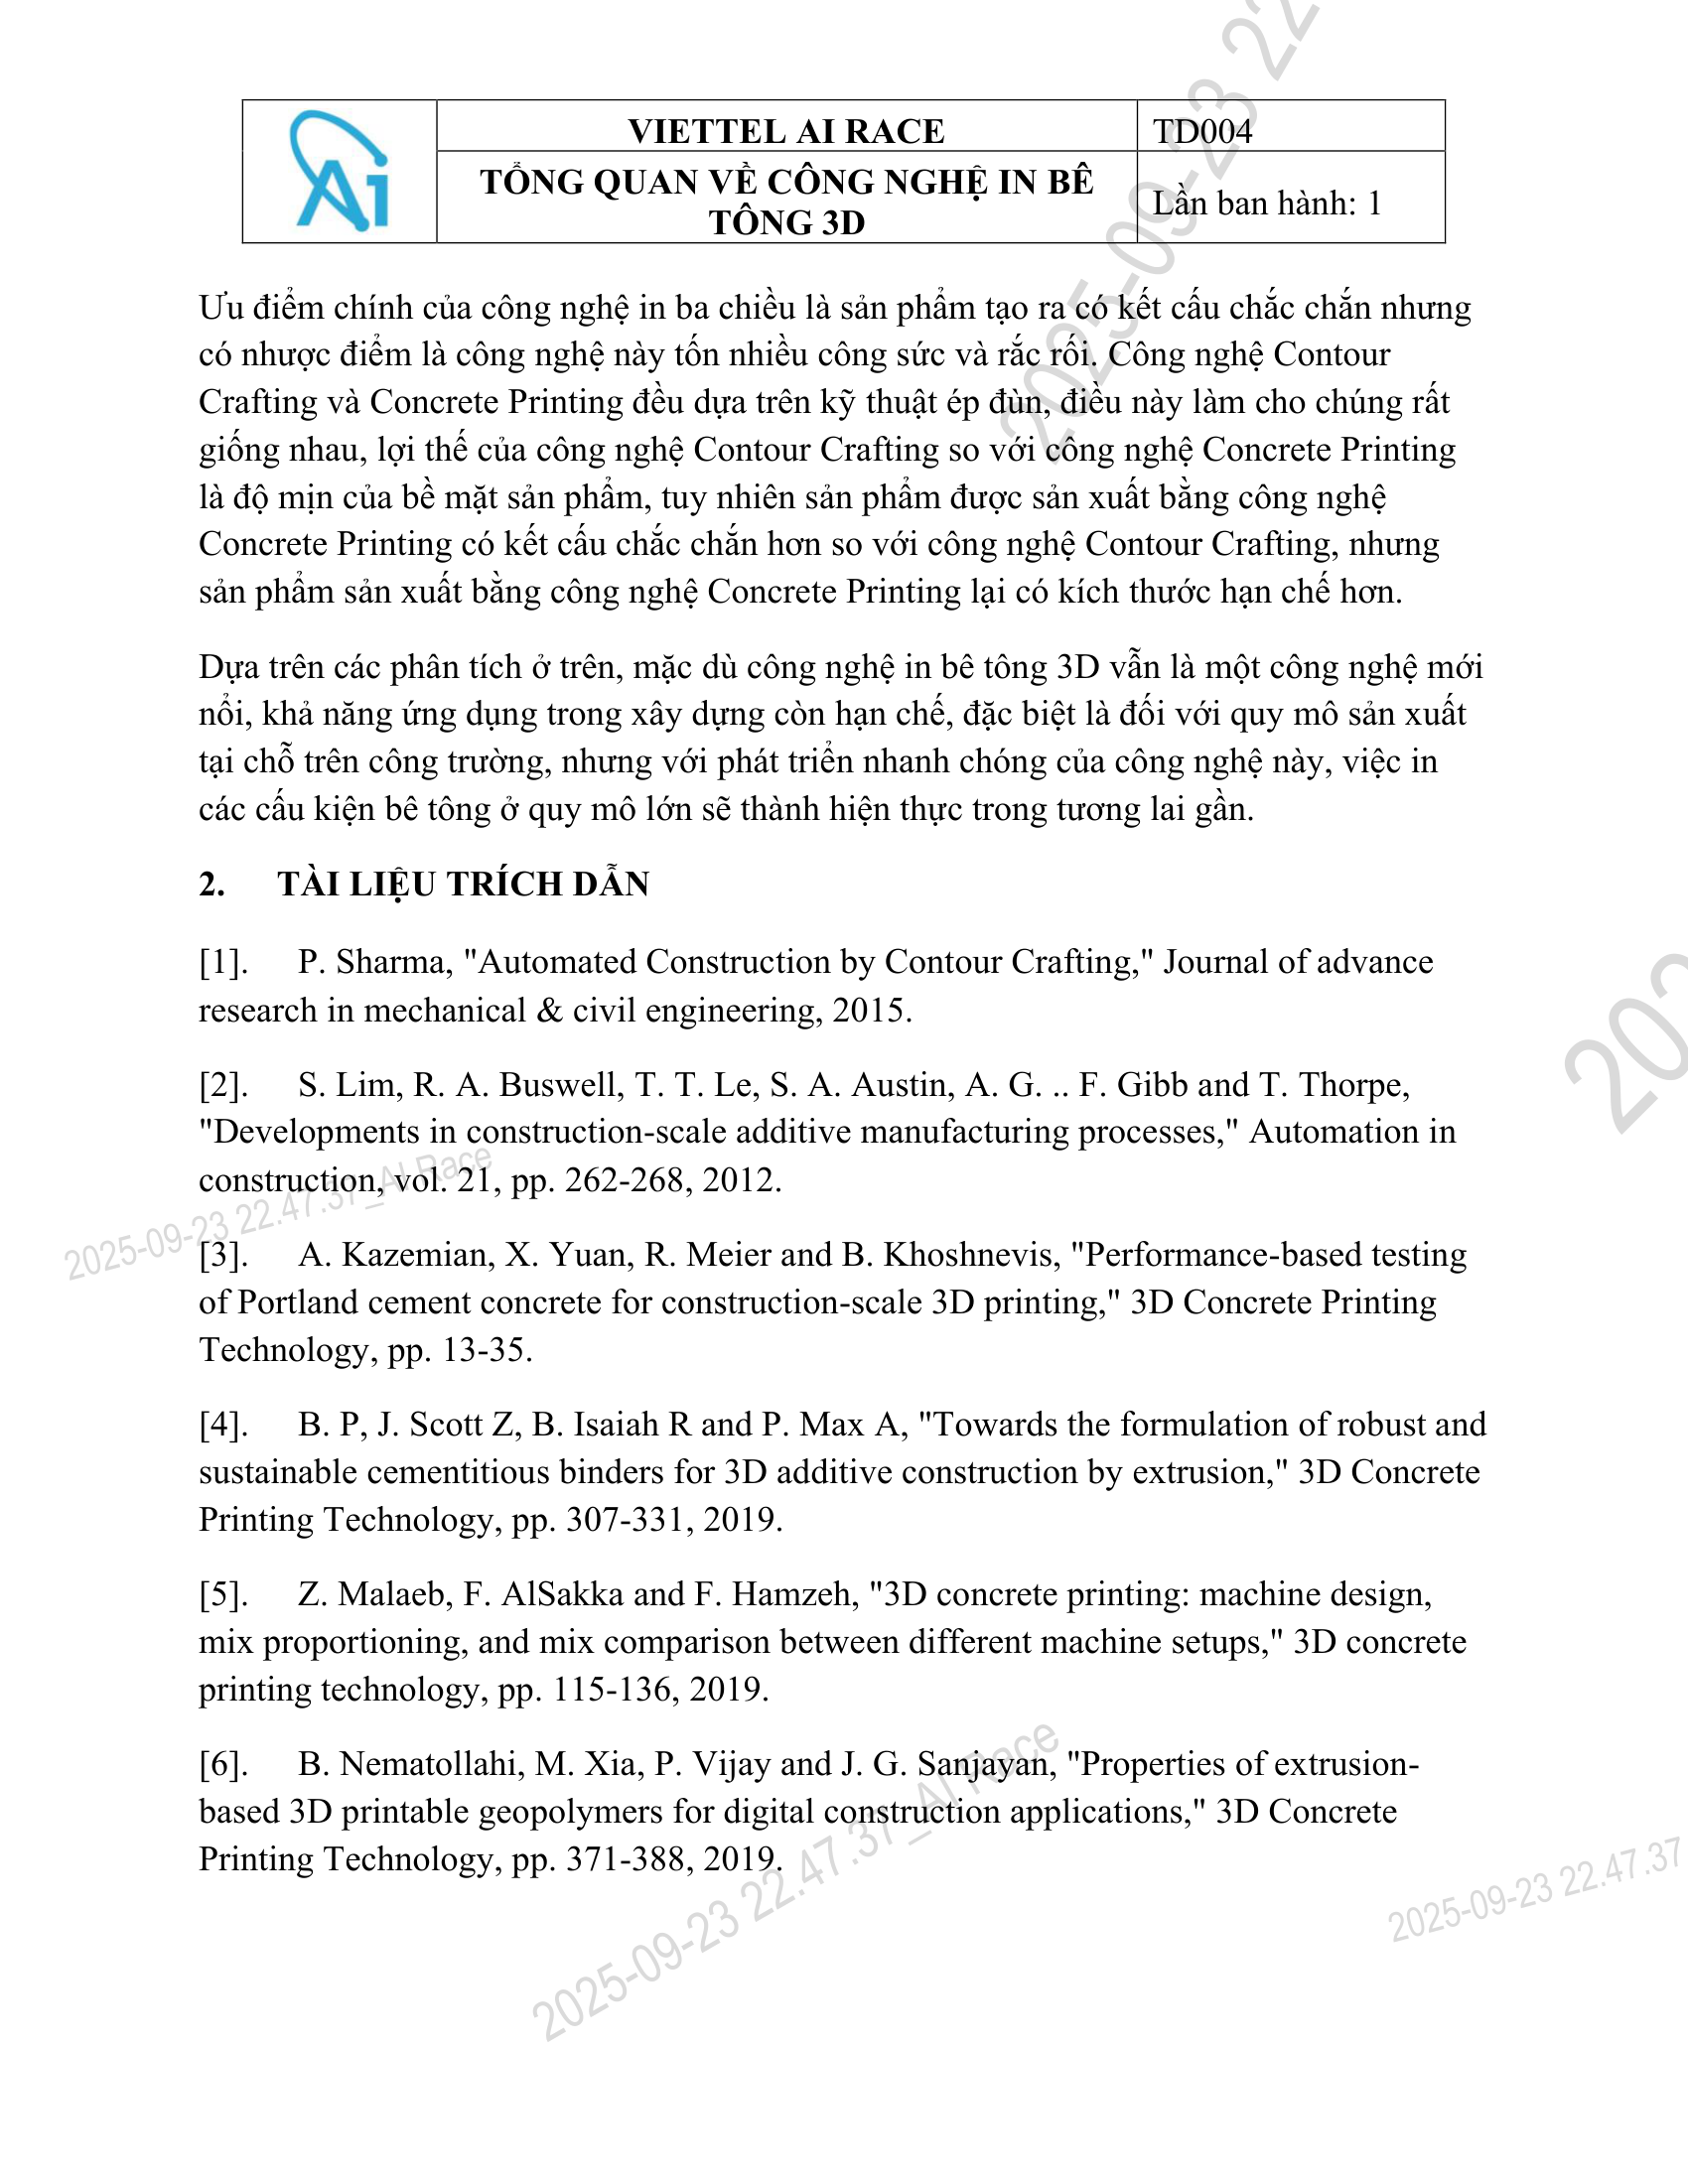 VIETTEL AI RACE
TD004
TỔNG QUAN VỀ CÔNG NGHỆ IN BÊ
TÔNG 3D
Lần ban hành: 1
Ai
Ưu điểm chính của công nghệ in ba chiều là sản phẩm tạo ra có kết cấu chắc chắn nhưng
có nhược điểm là công nghệ này tốn nhiều công sức và rắc rối. Công nghệ Contour
Crafting và Concrete Printing đều dựa trên kỹ thuật ép đùn, điều này làm cho chúng rất
giống nhau, lợi thế của công nghệ Contour Crafting so với công nghệ Concrete Printing
là độ mịn của bề mặt sản phẩm, tuy nhiên sản phẩm được sản xuất bằng công nghệ
Concrete Printing có kết cấu chắc chắn hơn so với công nghệ Contour Crafting, nhưng
sản phẩm sản xuất bằng công nghệ Concrete Printing lại có kích thước hạn chế hơn.
Dựa trên các phân tích ở trên, mặc dù công nghệ in bê tông 3D vẫn là một công nghệ mới
nổi, khả năng ứng dụng trong xây dựng còn hạn chế, đặc biệt là đối với quy mô sản xuất
tại chỗ trên công trường, nhưng với phát triển nhanh chóng của công nghệ này, việc in
các cấu kiện bê tông ở quy mô lớn sẽ thành hiện thực trong tương lai gần.
2. TÀI LIỆU TRÍCH DẪN
[1]. P. Sharma, "Automated Construction by Contour Crafting," Journal of advance
research in mechanical & civil engineering, 2015.
[2]. S. Lim, R. A. Buswell, T. T. Le, S. A. Austin, A. G. .. F. Gibb and T. Thorpe,
"Developments in construction-scale additive manufacturing processes," Automation in
construction, vol. 21, pp. 262-268, 2012.
[3]. A. Kazemian, X. Yuan, R. Meier and B. Khoshnevis, "Performance-based testing
of Portland cement concrete for construction-scale 3D printing," 3D Concrete Printing
Technology, pp. 13-35.
[4]. B. P, J. Scott Z, B. Isaiah R and P. Max A, "Towards the formulation of robust and
sustainable cementitious binders for 3D additive construction by extrusion," 3D Concrete
Printing Technology, pp. 307-331, 2019.
[5]. Z. Malaeb, F. AlSakka and F. Hamzeh, "3D concrete printing: machine design,
mix proportioning, and mix comparison between different machine setups," 3D concrete
printing technology, pp. 115-136, 2019.
[6]. B. Nematollahi, M. Xia, P. Vijay and J. G. Sanjayan, "Properties of extrusion-
based 3D printable geopolymers for digital construction applications," 3D Concrete
Printing Technology, pp. 371-388, 2019.
2025-09-23 22
202
2025-09-23 22.47.37_AI Race
2025-09-23 22.47.37_AI Race
2025-09-23 22.47.37